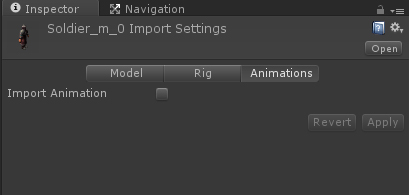 Inspector Navigation
Soldier_m_0 Import Settings
Open
Model Rig Animations
Import Animation
Revert Apply